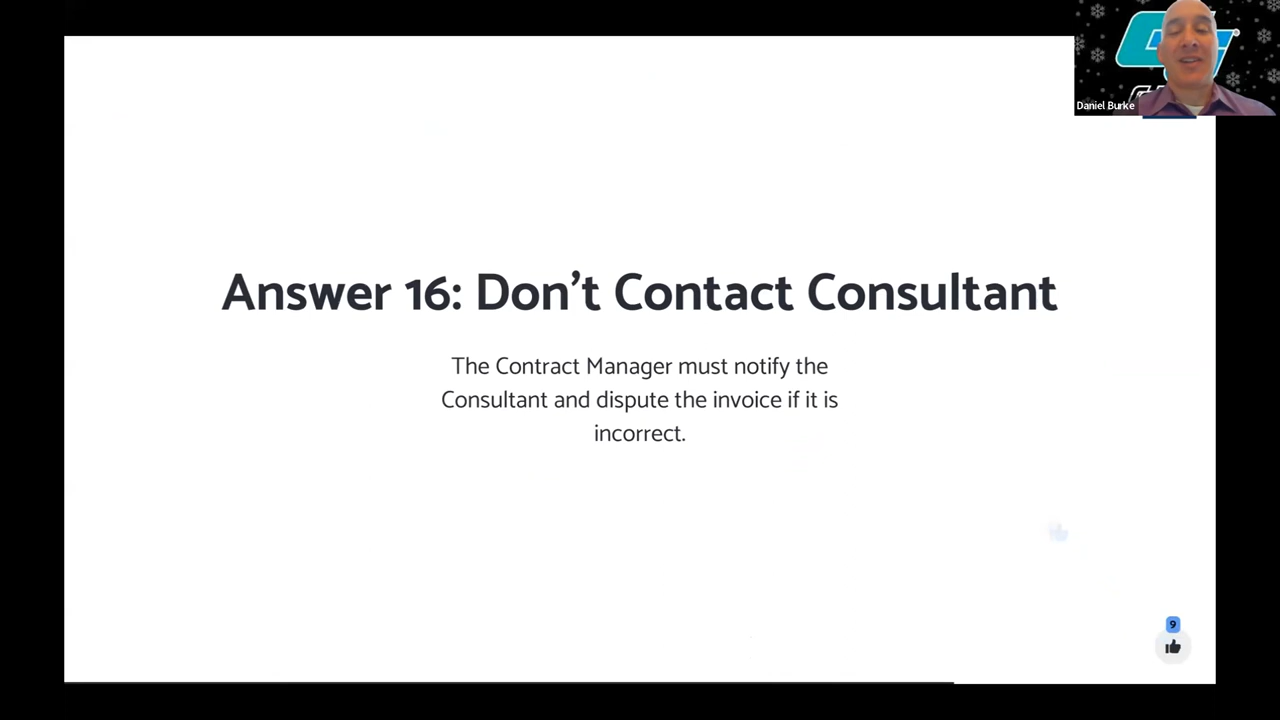 Daniel Burke
Answer 16: Don't Contact Consultant
The Contract Manager must notify the
Consultant and dispute the invoice if it is
incorrect.
9